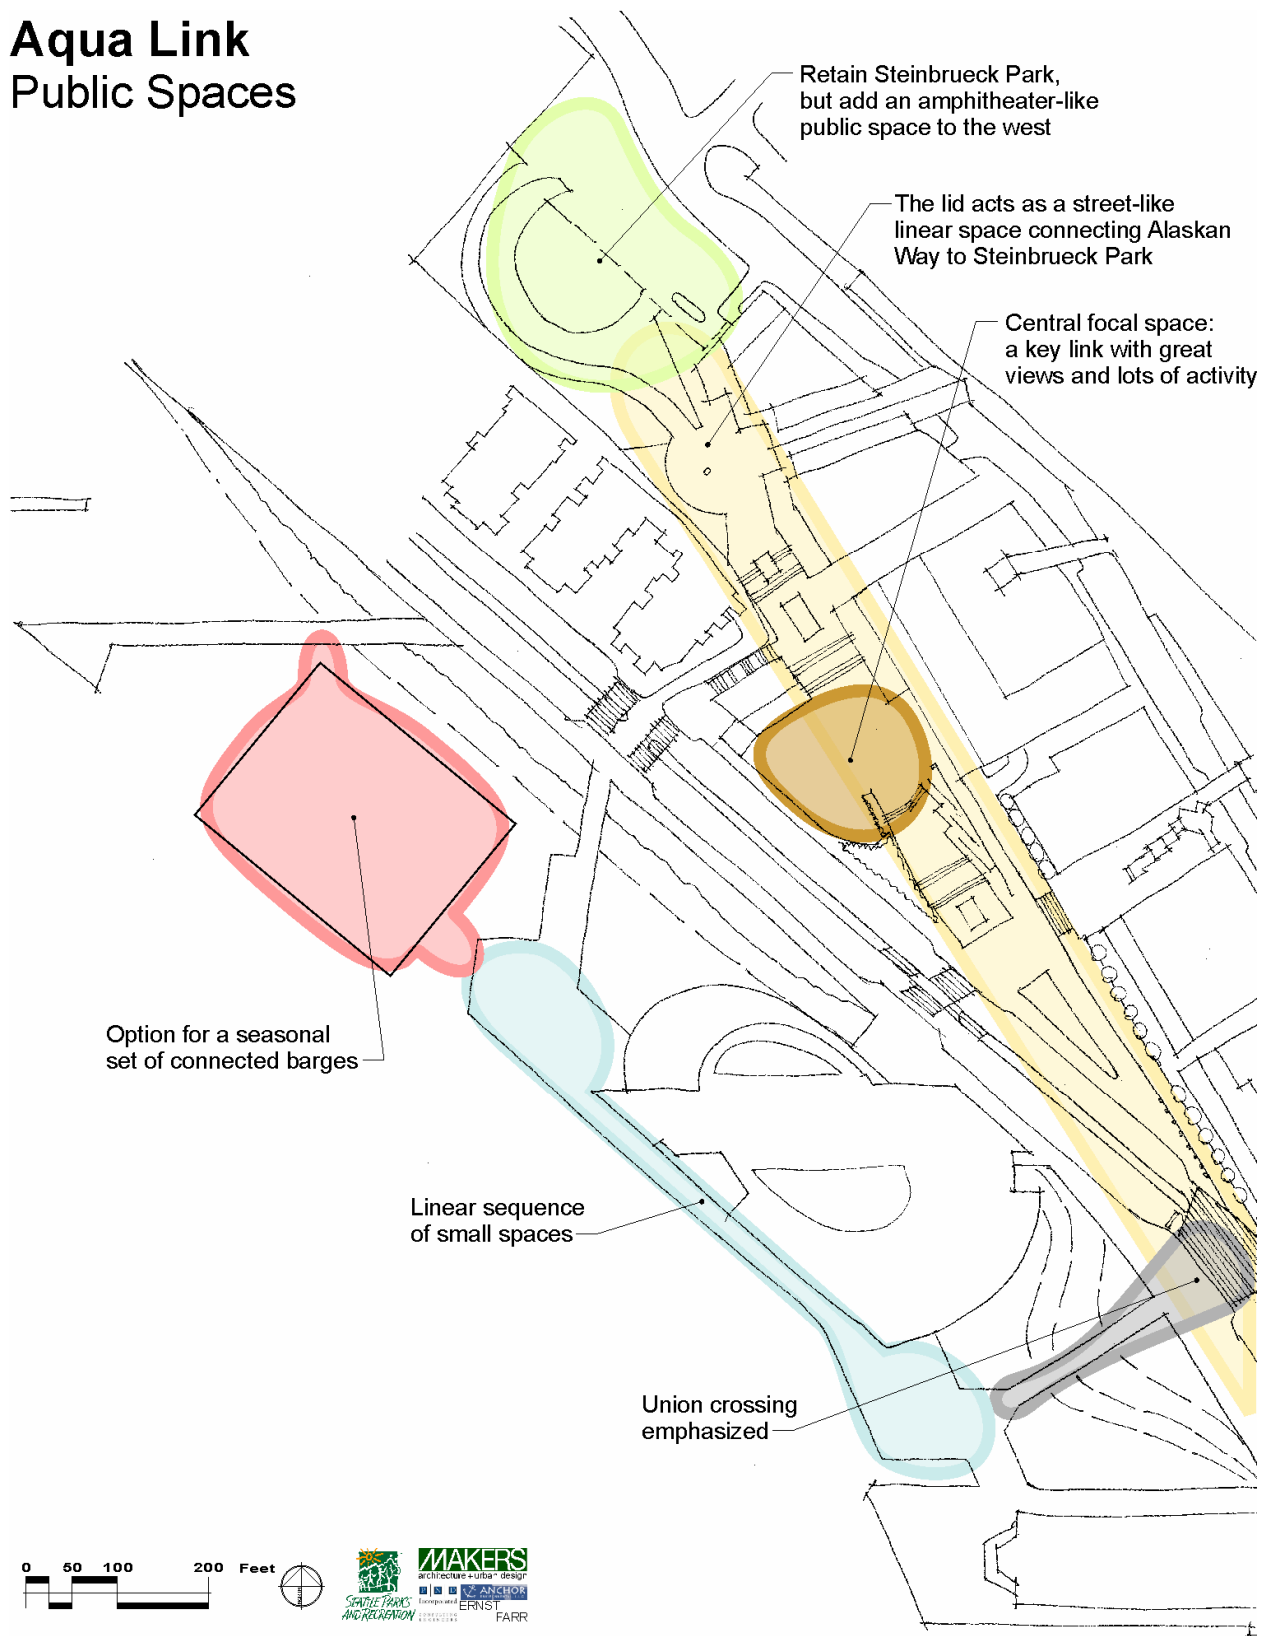 Aqua Link
Public Spaces
Retain Steinbrueck Park,
but add an amphitheater-like
public space to the west
The lid acts as a street-like
linear space connecting Alaskan
Way to Steinbrueck Park
Central focal space:
a key link with great
views and lots of activity
Option for a seasonal
set of connected barges
Linear sequence
of small spaces
Union crossing
emphasized
0 50 100 200 Feet
SEATTLE PARKS
AND RECREATION
MAKERS
architecture + urban design
Incorporated
ANCHOR
ERNST
FARR